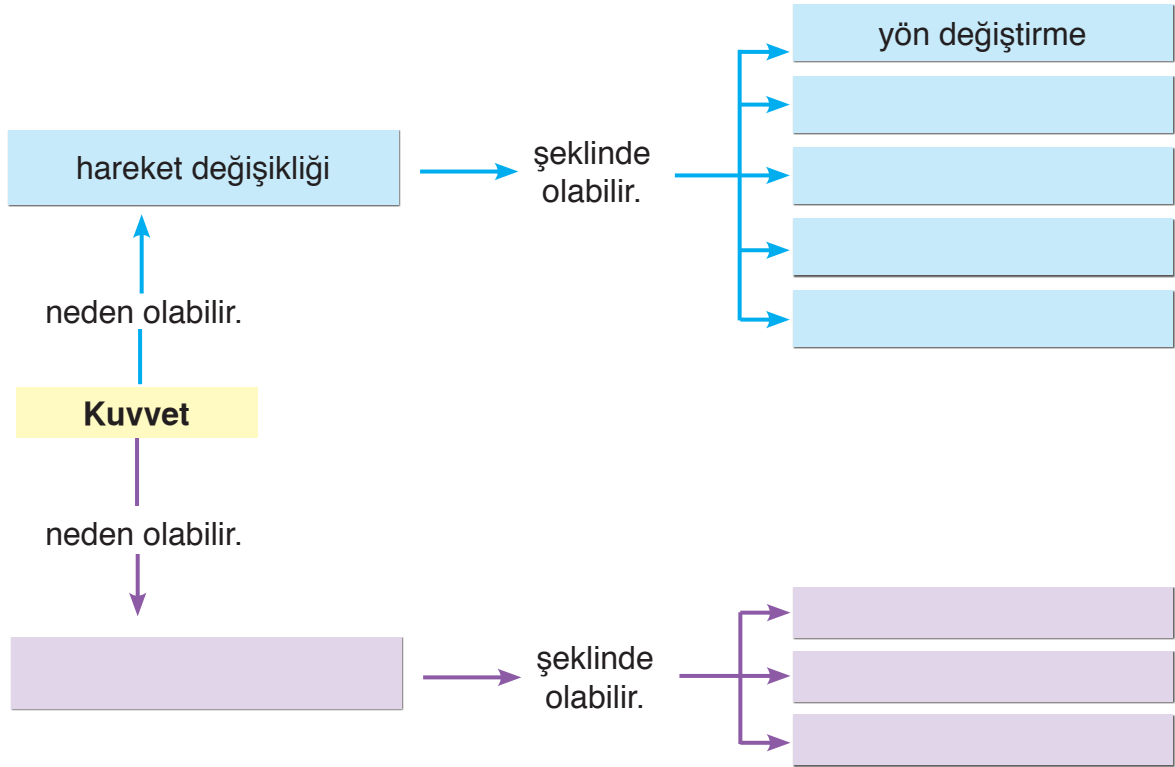 yön değiştirme
hareket değişikliği
şeklinde
olabilir.
neden olabilir.
Kuvvet
neden olabilir.
şeklinde
olabilir.